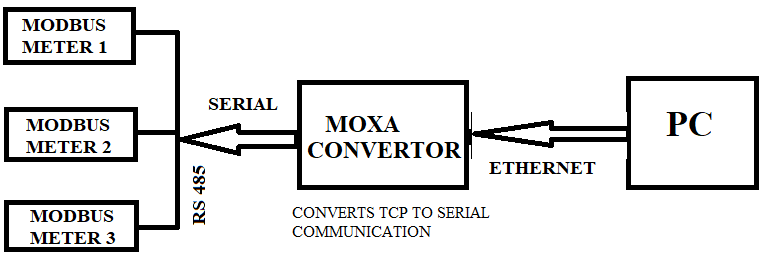 MODBUS
METER 1
MODBUS
METER 2
MODBUS
METER 3
RS 485
SERIAL
MOXA
CONVERTOR
CONVERTS TCP TO SERIAL
COMMUNICATION
ETHERNET
PC